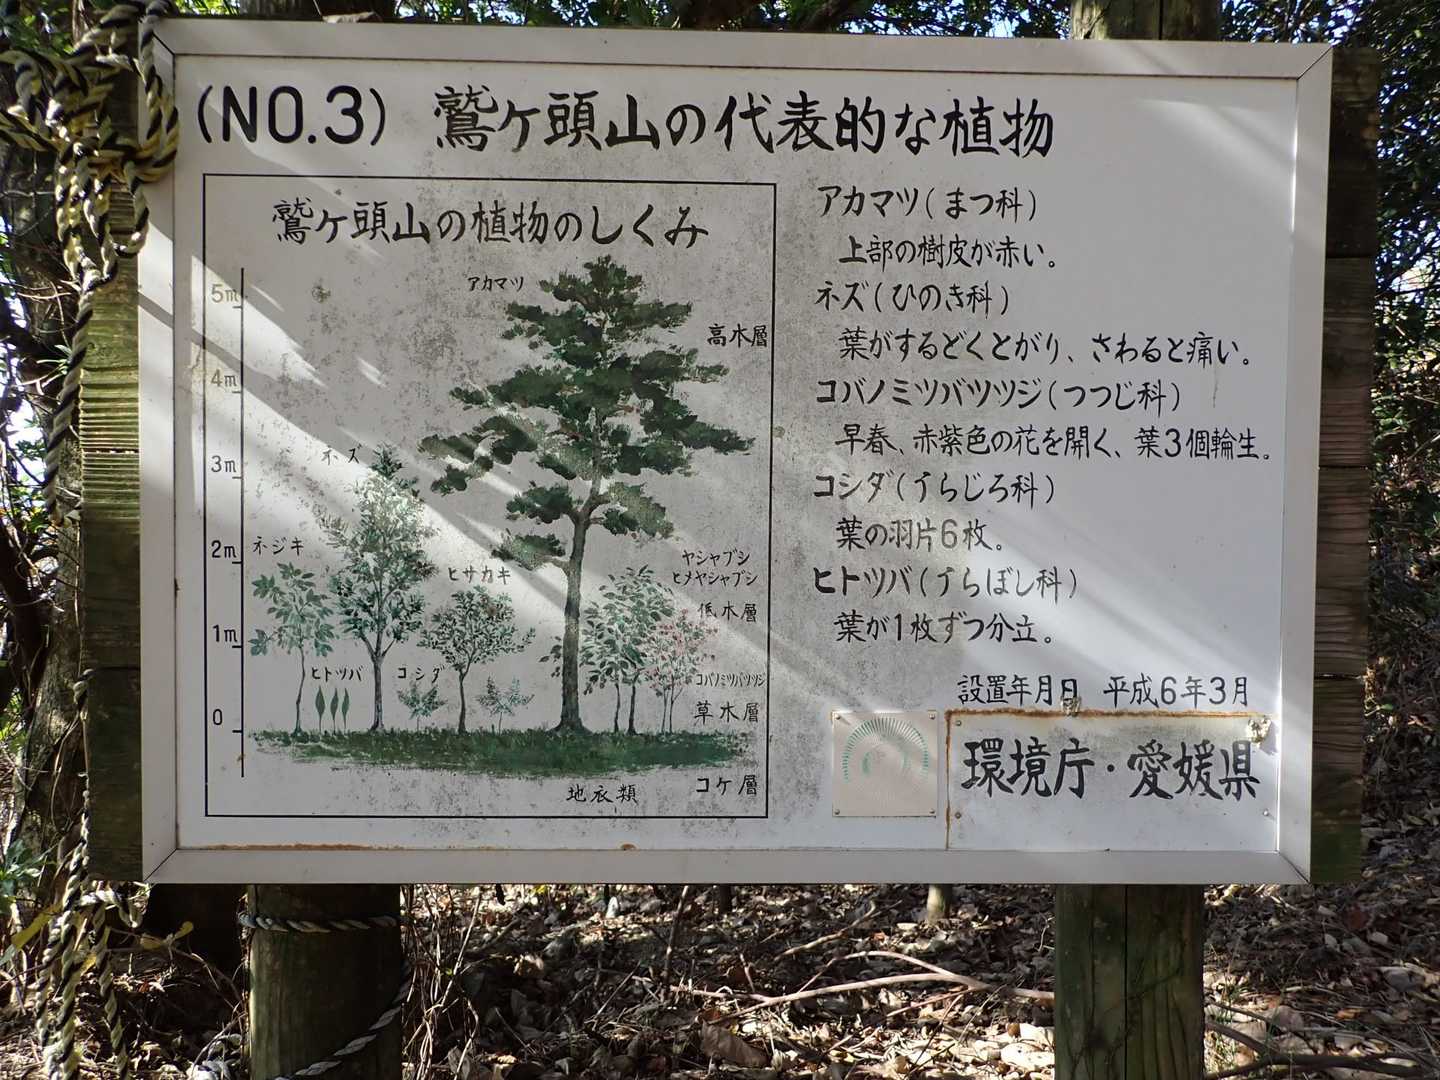 (NO.3) 鷲ケ頭山の代表的な植物
鷲ケ頭山の植物のしくみ
アカマツ
5m
高木層
4m
ネズ
3m
ネジキ
2m
ヒサカキ
ヤシャブシ
ヒメヤシャブシ
低木層
1m
ヒトツバ
コシダ
コバノミツバツツジ
草木層
0
コケ層
地衣類
アカマツ(まつ科)
上部の樹皮が赤い。
ネズ(ひのき科)
葉がするどくとがり、さわると痛い。
コバノミツバツツジ(つつじ科)
早春、赤紫色の花を開く、葉3個輪生。
コシダ(うらじろ科)
葉の羽片6枚。
ヒトツバ(うらぼし科)
葉が1枚ずつ分立。
設置年月日 平成6年3月
環境庁・愛媛県